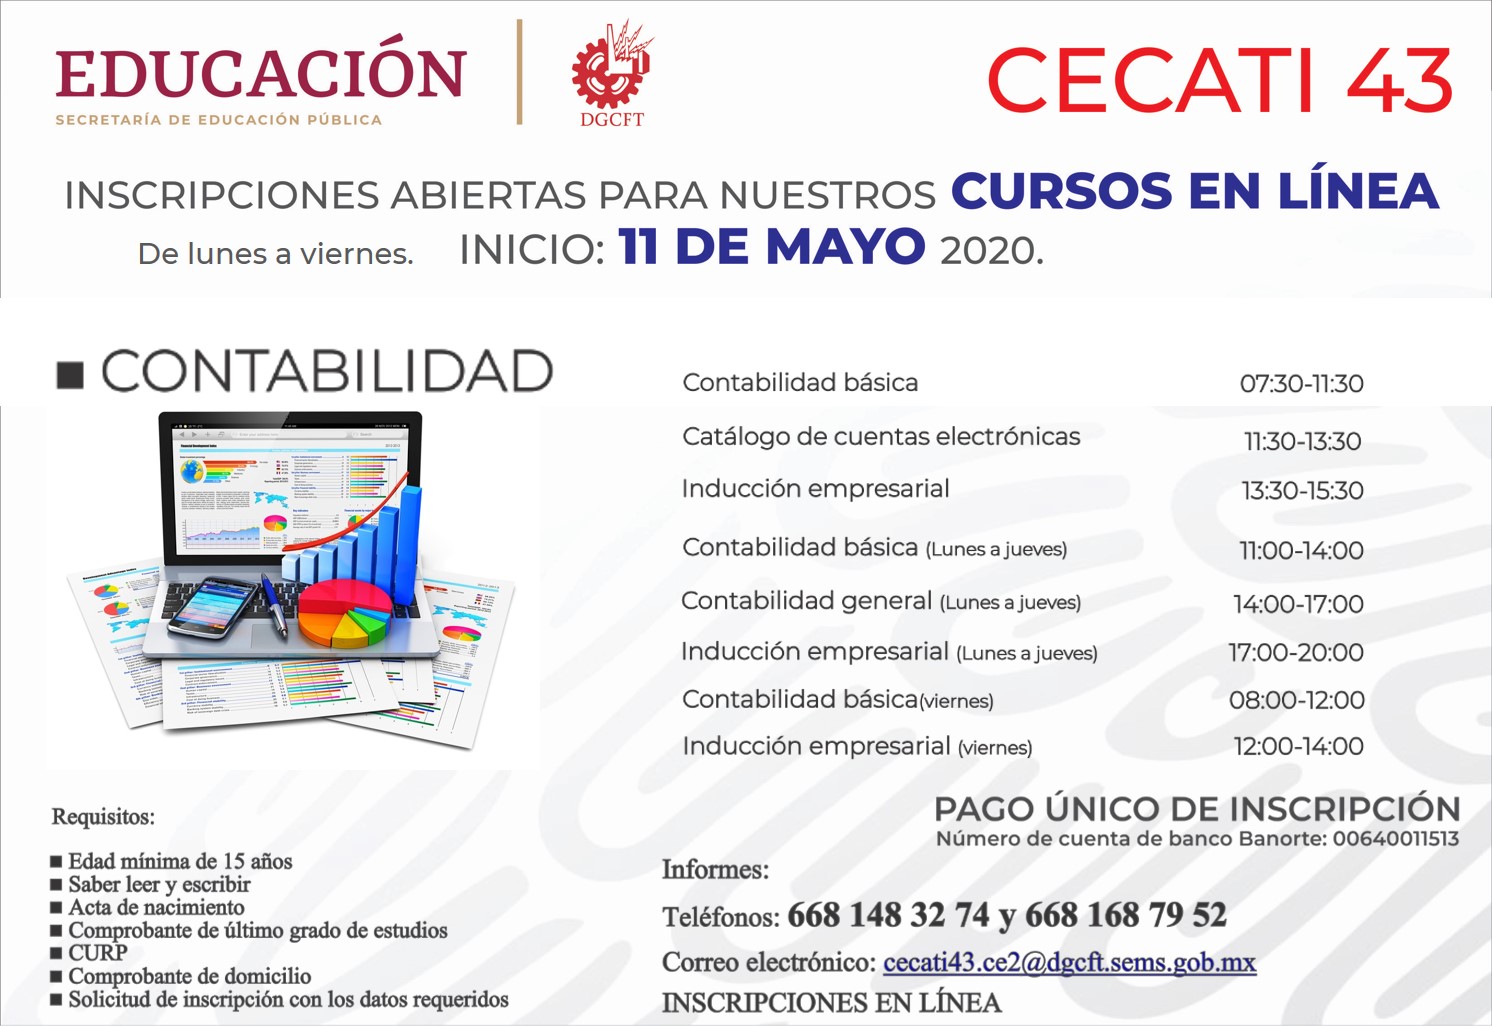 EDUCACIÓN
SECRETARÍA DE EDUCACIÓN PÚBLICA
DGCFT
CECATI 43
INSCRIPCIONES ABIERTAS PARA NUESTROS CURSOS EN LÍNEA
De lunes a viernes. INICIO: 11 DE MAYO 2020.
■ CONTABILIDAD
Contabilidad básica 07:30-11:30
Catálogo de cuentas electrónicas 11:30-13:30
Inducción empresarial 13:30-15:30
Contabilidad básica (Lunes a jueves) 11:00-14:00
Contabilidad general (Lunes a jueves) 14:00-17:00
Inducción empresarial (Lunes a jueves) 17:00-20:00
Contabilidad básica(viernes) 08:00-12:00
Inducción empresarial (viernes) 12:00-14:00
PAGO ÚNICO DE INSCRIPCIÓN
Número de cuenta de banco Banorte: 00640011513
Requisitos:
■ Edad mínima de 15 años
■ Saber leer y escribir
■ Acta de nacimiento
■ Comprobante de último grado de estudios
■ CURP
■ Comprobante de domicilio
■ Solicitud de inscripción con los datos requeridos
Informes:
Teléfonos: 668 148 32 74 y 668 168 79 52
Correo electrónico: cecati43.ce2@dgcft.sems.gob.mx
INSCRIPCIONES EN LÍNEA